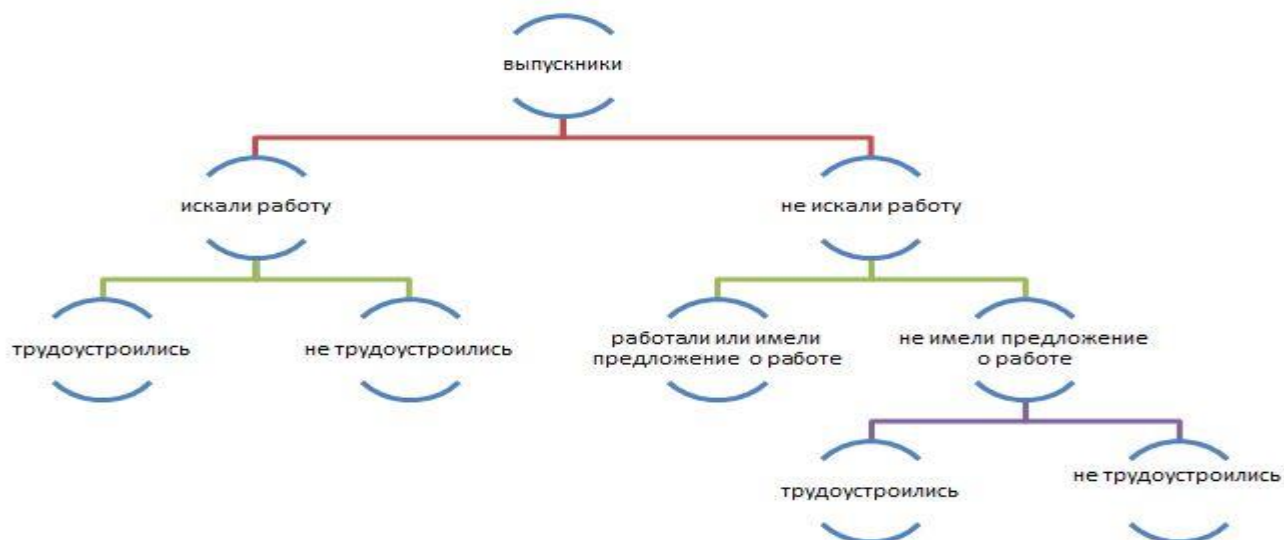 выпускники
искали работу
не искали работу
трудоустроились
не трудоустроились
работали или имели
предложение о работе
не имели предложение
о работе
трудоустроились
не трудоустроились